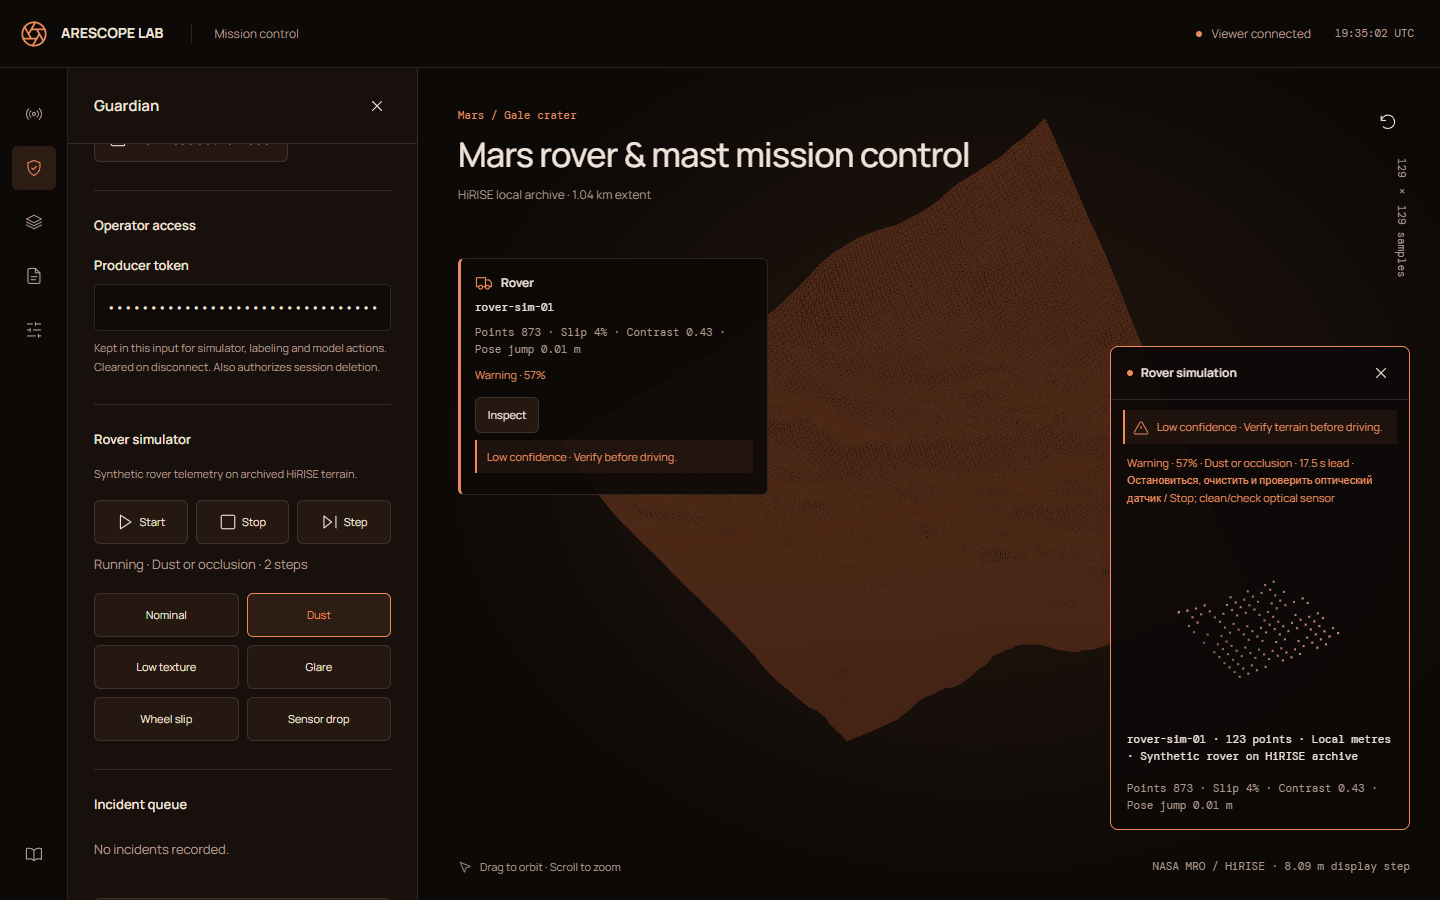 ARESCOPE LAB
Mission control
Viewer connected
19:35:02 UTC
Guardian
Operator access
Producer token
Kept in this input for simulator, labeling and model actions.
Cleared on disconnect. Also authorizes session deletion.
Rover simulator
Synthetic rover telemetry on archived HiRISE terrain.
Start
Stop
Step
Running · Dust or occlusion · 2 steps
Nominal
Dust
Low texture
Glare
Wheel slip
Sensor drop
Incident queue
No incidents recorded.
Mars / Gale crater
Mars rover & mast mission control
HiRISE local archive · 1.04 km extent
129 × 129 samples
Rover
rover-sim-01
Points 873 · Slip 4% · Contrast 0.43 ·
Pose jump 0.01 m
Warning · 57%
Inspect
Low confidence · Verify before driving.
Rover simulation
Low confidence · Verify terrain before driving.
Warning · 57% · Dust or occlusion · 17.5 s lead ·
Остановиться, очистить и проверить оптический
датчик / Stop; clean/check optical sensor
rover-sim-01 · 123 points · Local metres
· Synthetic rover on HiRISE archive
Points 873 · Slip 4% · Contrast 0.43 ·
Pose jump 0.01 m
Drag to orbit · Scroll to zoom
NASA MRO / HiRISE · 8.09 m display step